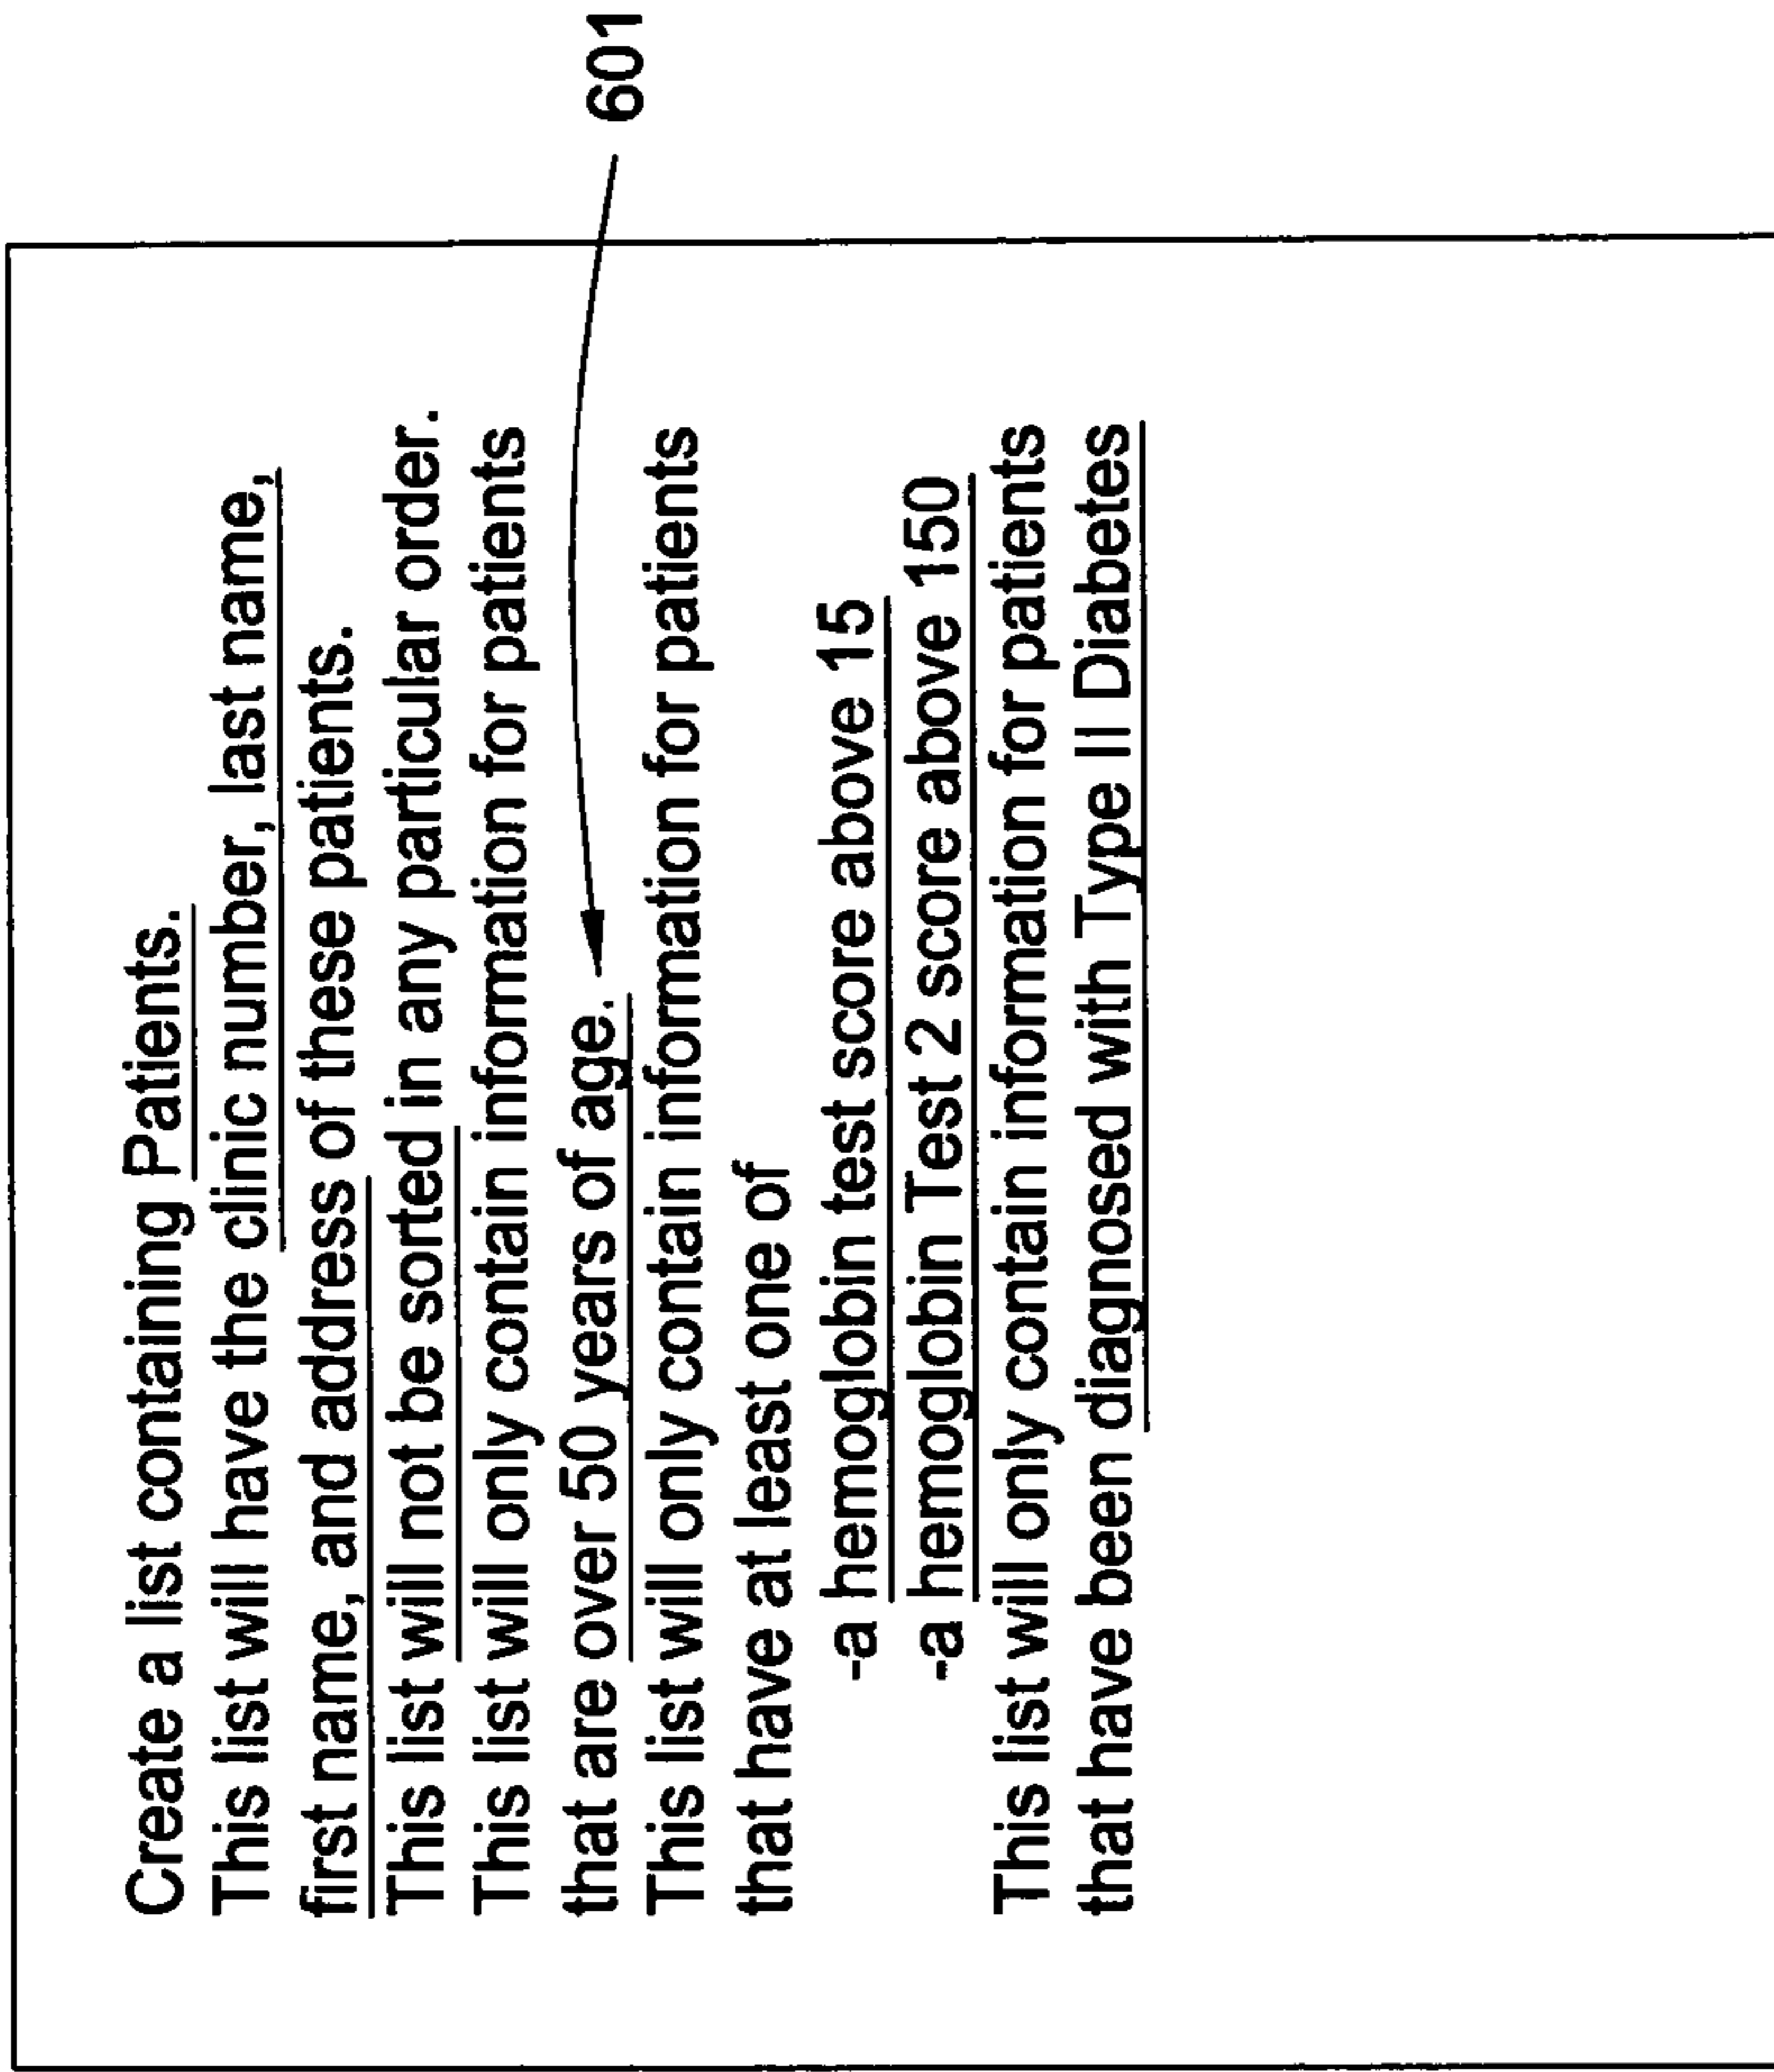 Create a list containing Patients.
This list will have the clinic number, last name,
first name, and address of these patients.
This list will not be sorted in any particular order.
This list will only contain information for patients
that are over 50 years of age.
This list will only contain information for patients
that have at least one of
-a hemoglobin test score above 15
-a hemoglobin Test 2 score above 150
This list will only contain information for patients
that have been diagnosed with Type II Diabetes
601